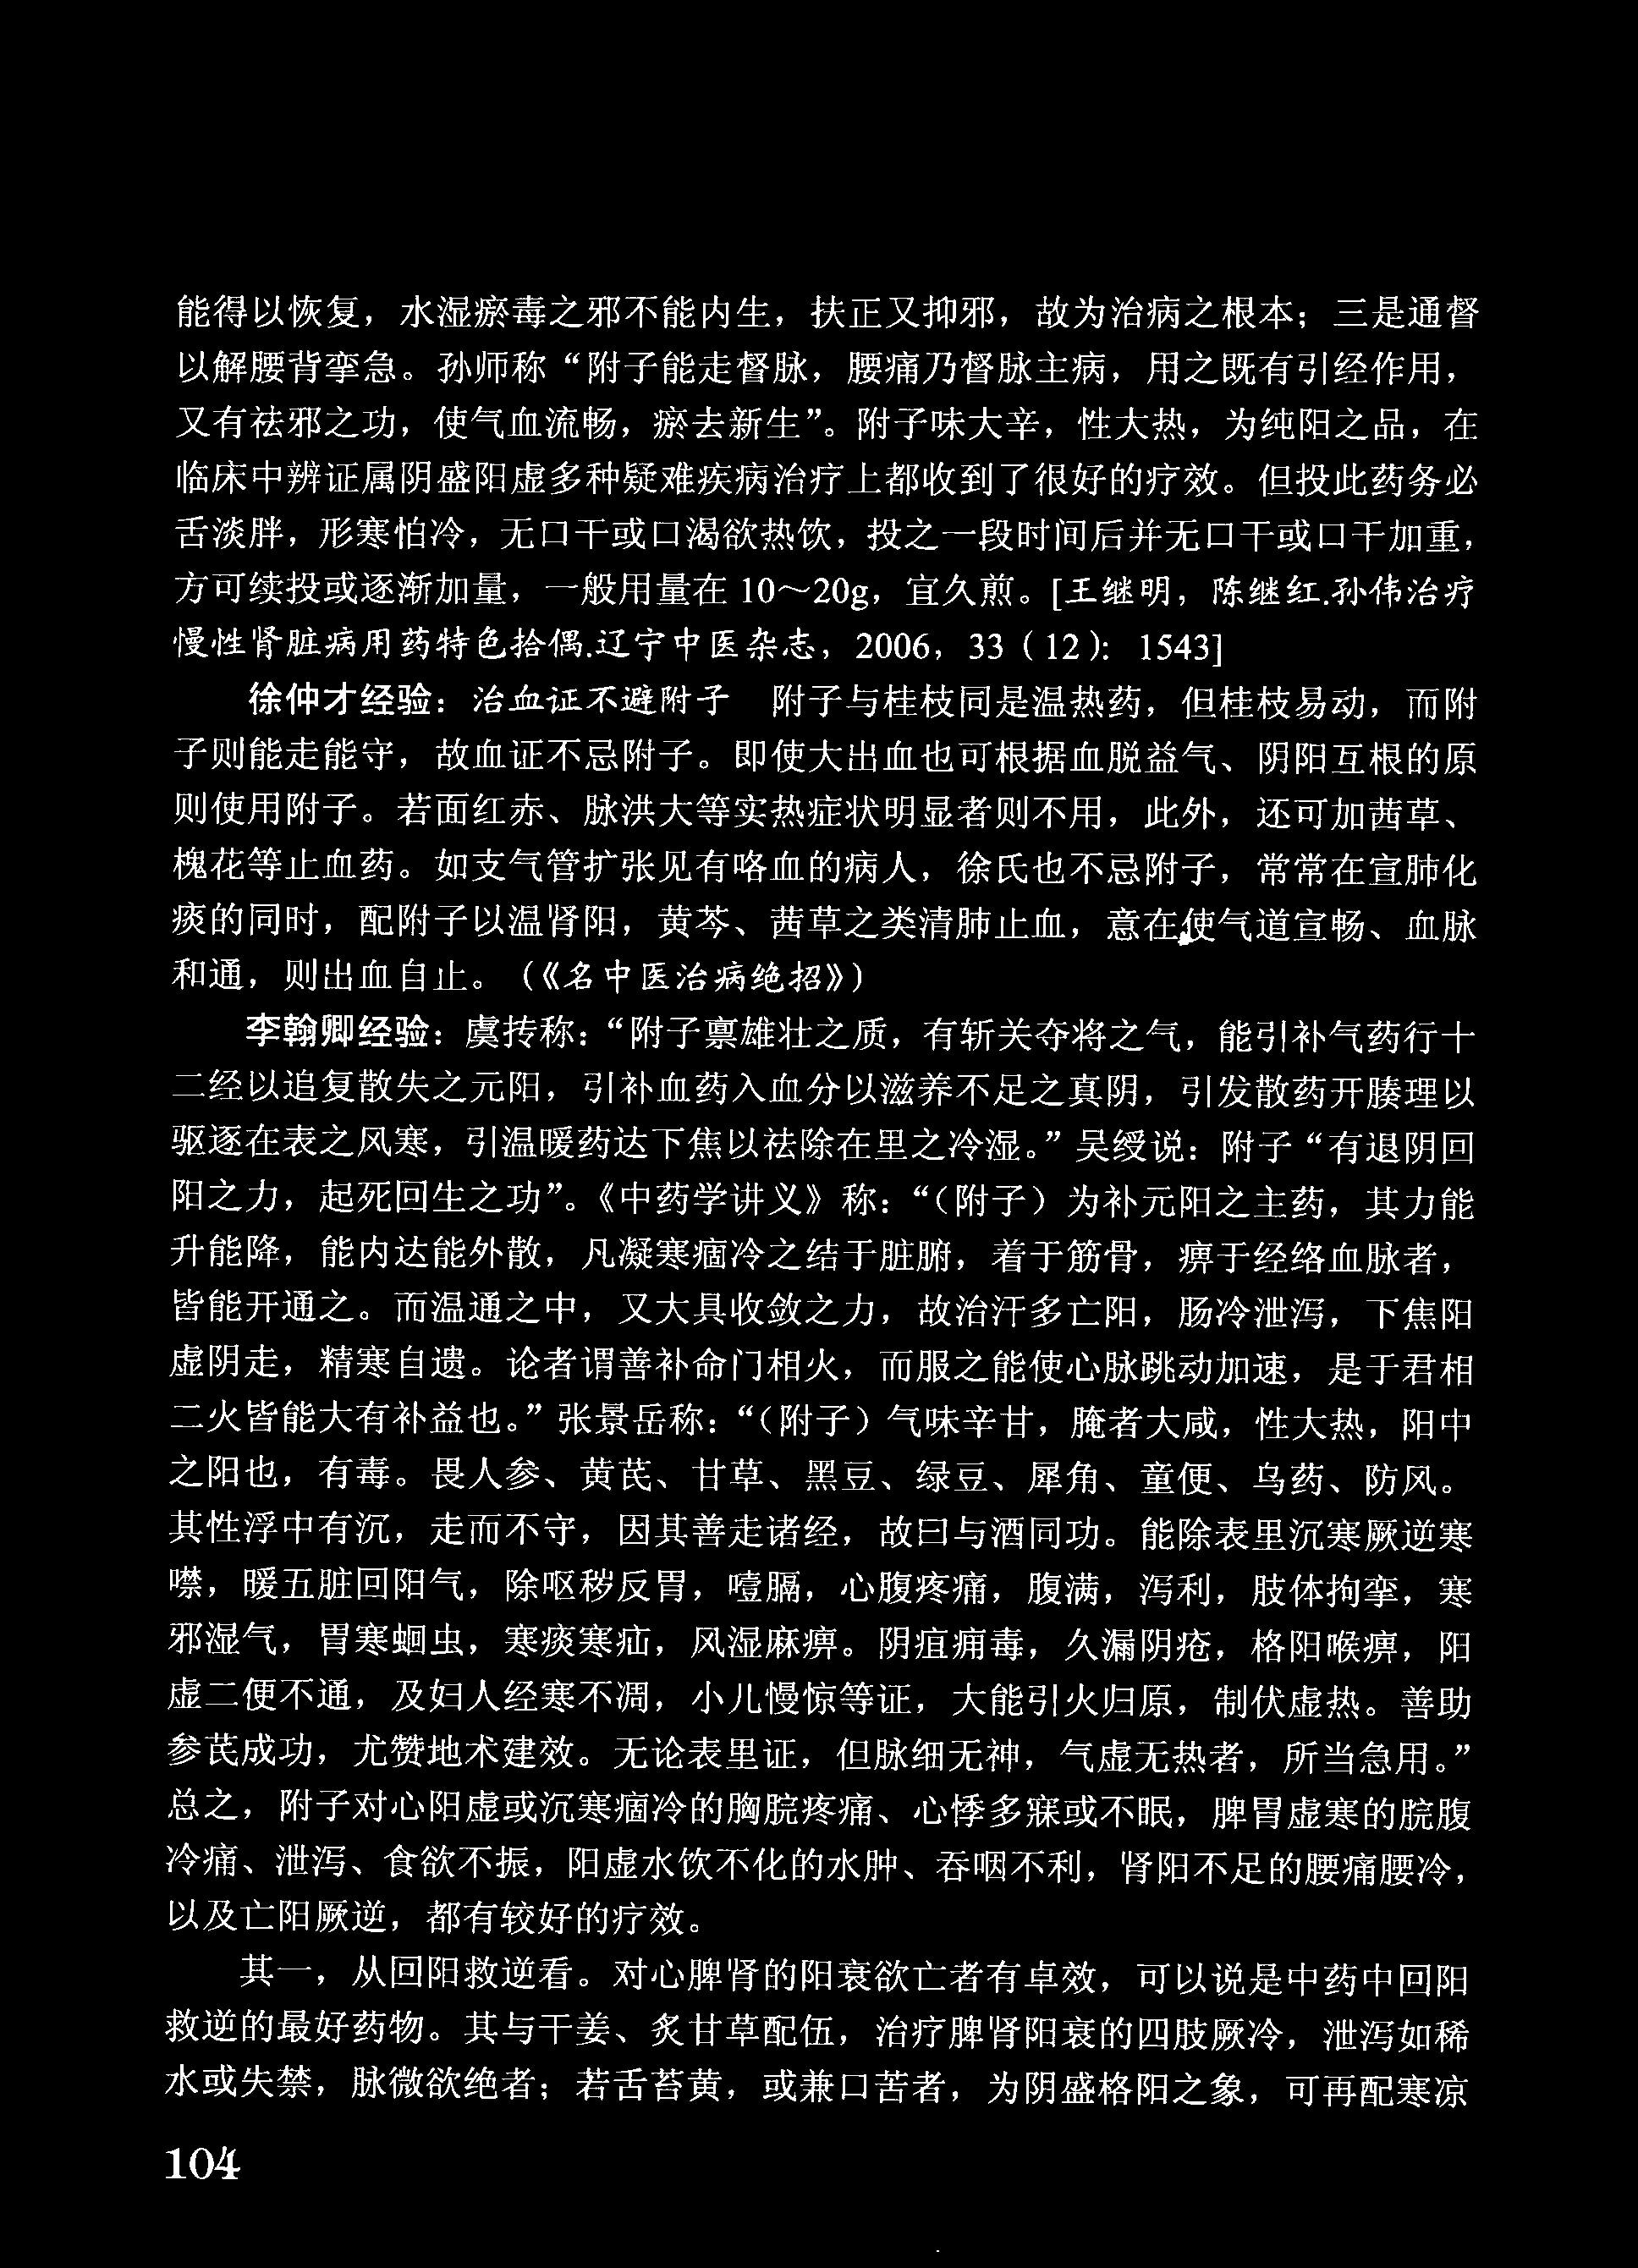 能得以恢复，水湿瘀毒之邪不能内生，扶正又抑邪，故为治病之根本；三是通督
以解腰背挛急。孙师称“附子能走督脉，腰痛乃督脉主病，用之既有引经作用，
又有祛邪之功，使气血流畅，瘀去新生”。附子味大辛，性大热，为纯阳之品，在
临床中辨证属阴盛阳虚多种疑难疾病治疗上都收到了很好的疗效。但投此药务必
舌淡胖，形寒怕冷，无口干或口渴欲热饮，投之一段时间后并无口干或口干加重，
方可续投或逐渐加量，一般用量在 10～20g，宜久煎。[王继明，陈继红.孙伟治疗
慢性肾脏病用药特色拾偶.辽宁中医杂志，2006，33（12）：1543]
徐仲才经验：治血证不避附子　附子与桂枝同是温热药，但桂枝易动，而附
子则能走能守，故血证不忌附子。即使大出血也可根据血脱益气、阴阳互根的原
则使用附子。若面红赤、脉洪大等实热症状明显者则不用，此外，还可加茜草、
槐花等止血药。如支气管扩张见有咯血的病人，徐氏也不忌附子，常常在宣肺化
痰的同时，配附子以温肾阳，黄芩、茜草之类清肺止血，意在使气道宣畅、血脉
和通，则出血自止。（《名中医治病绝招》）
李翰卿经验：虞抟称：“附子禀雄壮之质，有斩关夺将之气，能引补气药行十
二经以追复散失之元阳，引补血药入血分以滋养不足之真阴，引发散药开腠理以
驱逐在表之风寒，引温暖药达下焦以祛除在里之冷湿。”吴绶说：附子“有退阴回
阳之力，起死回生之功”。《中药学讲义》称：“（附子）为补元阳之主药，其力能
升能降，能内达能外散，凡凝寒痼冷之结于脏腑，着于筋骨，痹于经络血脉者，
皆能开通之。而温通之中，又大具收敛之力，故治汗多亡阳，肠冷泄泻，下焦阳
虚阴走，精寒自遗。论者谓善补命门相火，而服之能使心脉跳动加速，是于君相
二火皆能大有补益也。”张景岳称：“（附子）气味辛甘，腌者大咸，性大热，阳中
之阳也，有毒。畏人参、黄芪、甘草、黑豆、绿豆、犀角、童便、乌药、防风。
其性浮中有沉，走而不守，因其善走诸经，故曰与酒同功。能除表里沉寒厥逆寒
噤，暖五脏回阳气，除呕秽反胃，噎膈，心腹疼痛，腹满，泻利，肢体拘挛，寒
邪湿气，胃寒蛔虫，寒痰寒疝，风湿麻痹。阴疽痈毒，久漏阴疮，格阳喉痹，阳
虚二便不通，及妇人经寒不凋，小儿慢惊等证，大能引火归原，制伏虚热。善助
参芪成功，尤赞地术建效。无论表里证，但脉细无神，气虚无热者，所当急用。”
总之，附子对心阳虚或沉寒痼冷的胸脘疼痛、心悸多寐或不眠，脾胃虚寒的脘腹
冷痛、泄泻、食欲不振，阳虚水饮不化的水肿、吞咽不利，肾阳不足的腰痛腰冷，
以及亡阳厥逆，都有较好的疗效。
其一，从回阳救逆看。对心脾肾的阳衰欲亡者有卓效，可以说是中药中回阳
救逆的最好药物。其与干姜、炙甘草配伍，治疗脾肾阳衰的四肢厥冷，泄泻如稀
水或失禁，脉微欲绝者；若舌苔黄，或兼口苦者，为阴盛格阳之象，可再配寒凉
104